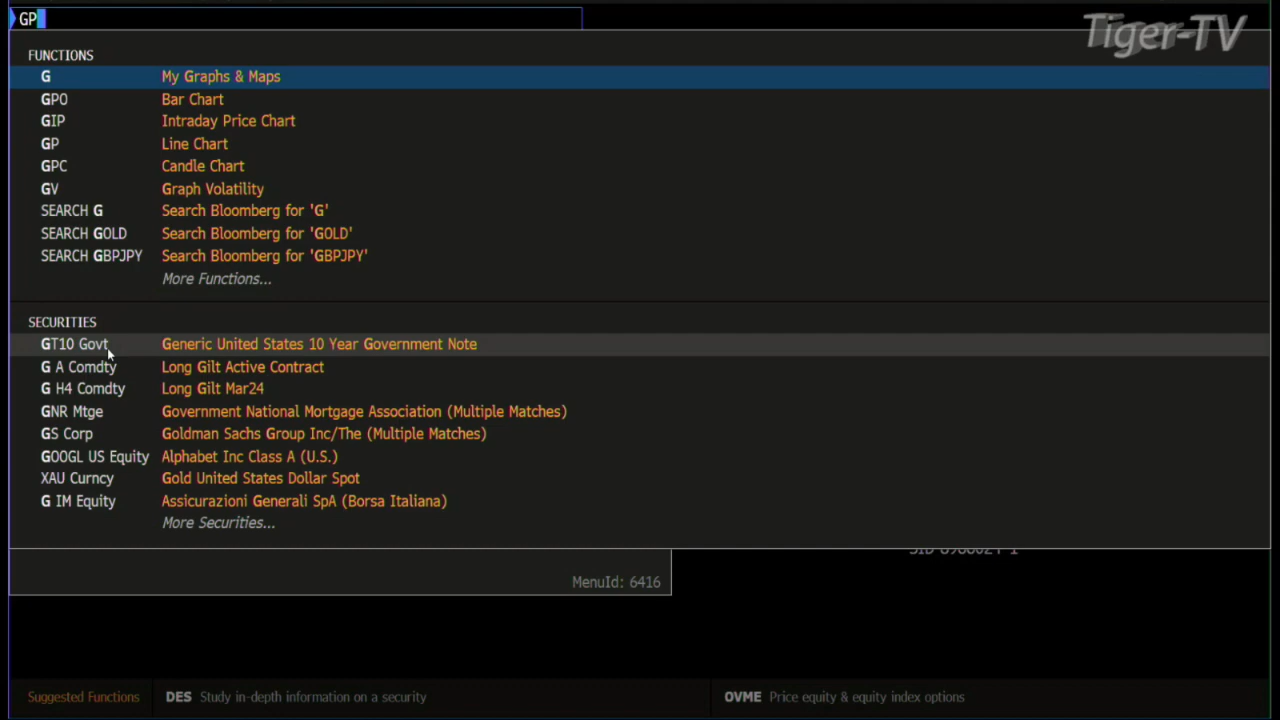 GP
Tiger-TV
FUNCTIONS
G My Graphs & Maps
GPO Bar Chart
GIP Intraday Price Chart
GP Line Chart
GPC Candle Chart
GV Graph Volatility
SEARCH G Search Bloomberg for 'G'
SEARCH GOLD Search Bloomberg for 'GOLD'
SEARCH GBPJPY Search Bloomberg for 'GBPJPY'
More Functions...
SECURITIES
GT10 Govt Generic United States 10 Year Government Note
G A Comdty Long Gilt Active Contract
G H4 Comdty Long Gilt Mar24
GNR Mtge Government National Mortgage Association (Multiple Matches)
GS Corp Goldman Sachs Group Inc/The (Multiple Matches)
GOOGL US Equity Alphabet Inc Class A (U.S.)
XAU Curncy Gold United States Dollar Spot
G IM Equity Assicurazioni Generali SpA (Borsa Italiana)
More Securities...
MenuId: 6416
Suggested Functions DES Study in-depth information on a security OVME Price equity & equity index options